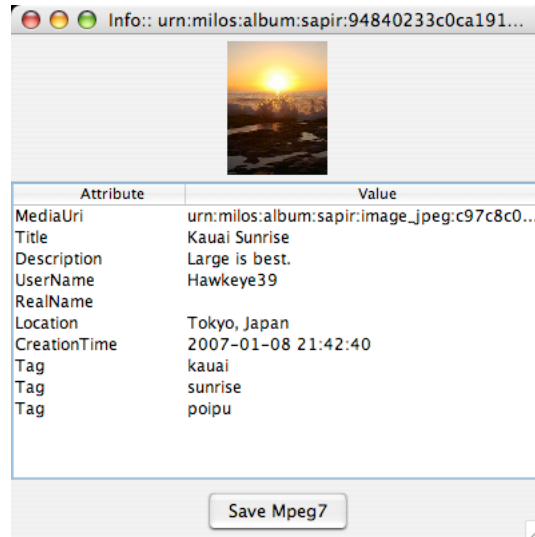 Info:: urn:milos:album:sapir:94840233c0ca191...
Attribute Value
MediaUri urn:milos:album:sapir:image_jpeg:c97c8c0...
Title Kauai Sunrise
Description Large is best.
UserName Hawkeye39
RealName
Location Tokyo, Japan
CreationTime 2007-01-08 21:42:40
Tag kauai
Tag sunrise
Tag poipu
Save Mpeg7